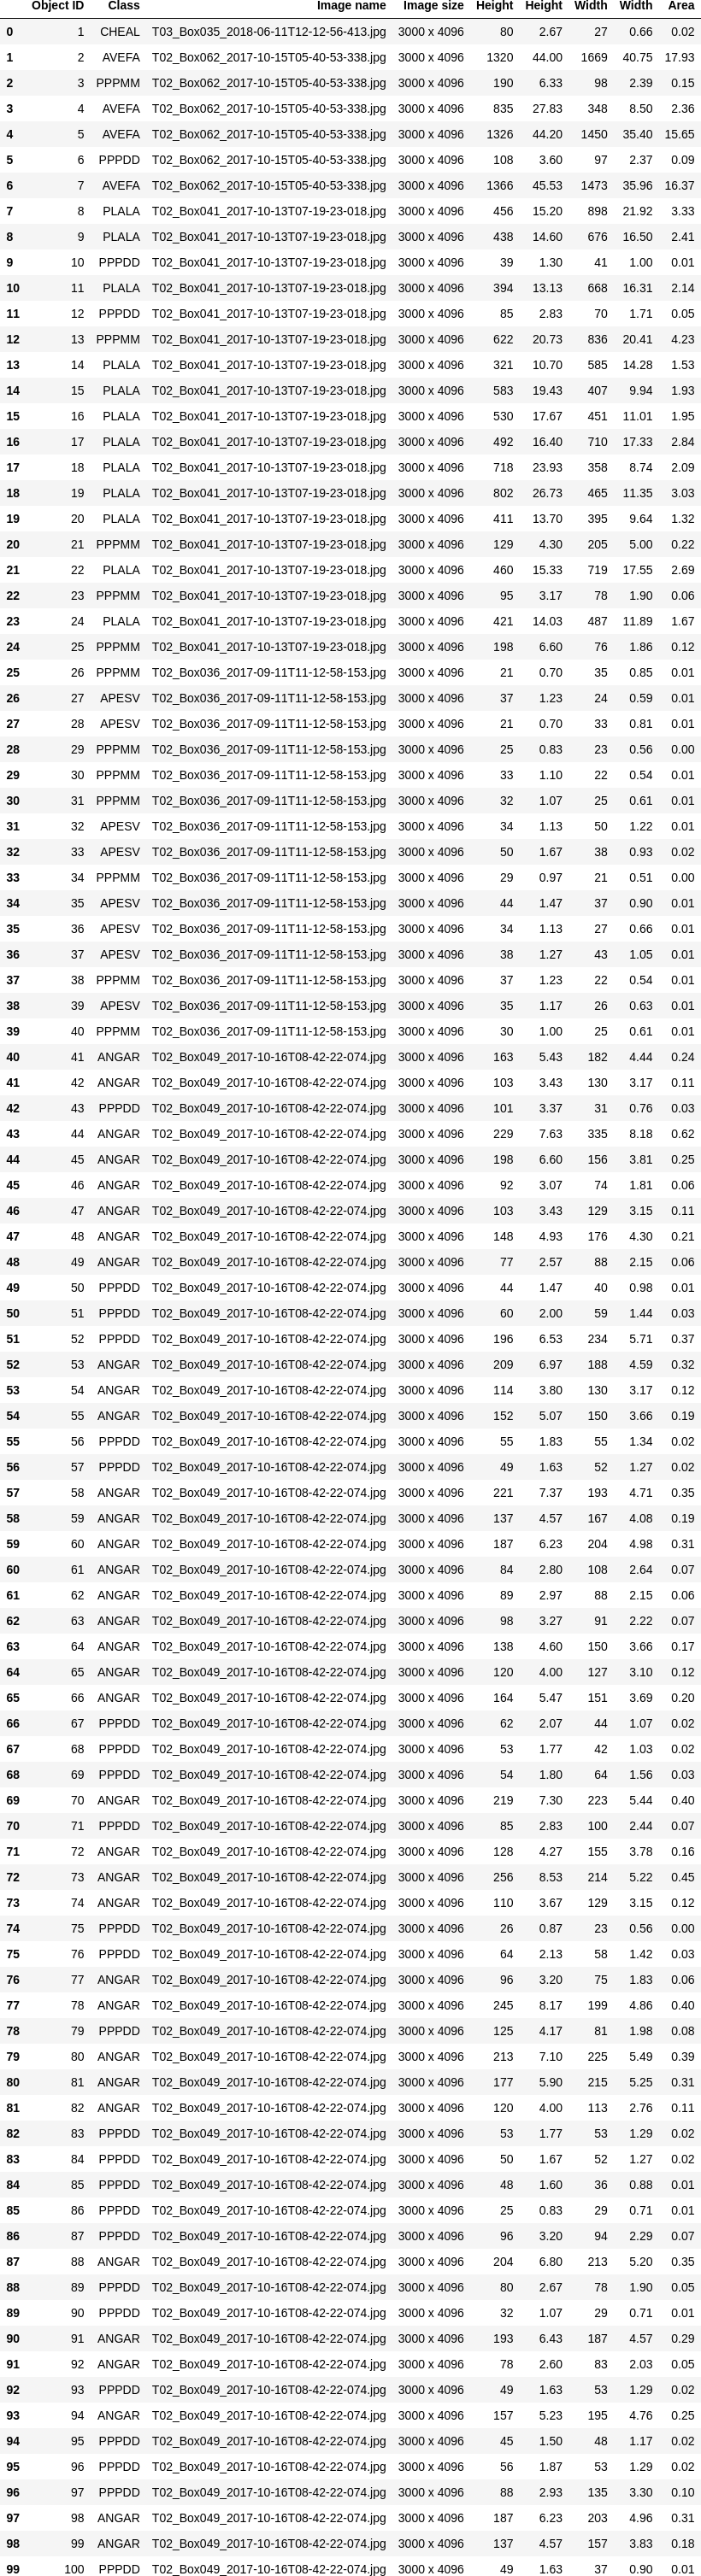 Object ID Class Image name Image size Height Height Width Width Area
0 1 CHEAL T03_Box035_2018-06-11T12-12-56-413.jpg 3000 x 4096 80 2.67 27 0.66 0.02
1 2 AVEFA T02_Box062_2017-10-15T05-40-53-338.jpg 3000 x 4096 1320 44.00 1669 40.75 17.93
2 3 PPPMM T02_Box062_2017-10-15T05-40-53-338.jpg 3000 x 4096 190 6.33 98 2.39 0.15
3 4 AVEFA T02_Box062_2017-10-15T05-40-53-338.jpg 3000 x 4096 835 27.83 348 8.50 2.36
4 5 AVEFA T02_Box062_2017-10-15T05-40-53-338.jpg 3000 x 4096 1326 44.20 1450 35.40 15.65
5 6 PPPDD T02_Box062_2017-10-15T05-40-53-338.jpg 3000 x 4096 108 3.60 97 2.37 0.09
6 7 AVEFA T02_Box062_2017-10-15T05-40-53-338.jpg 3000 x 4096 1366 45.53 1473 35.96 16.37
7 8 PLALA T02_Box041_2017-10-13T07-19-23-018.jpg 3000 x 4096 456 15.20 898 21.92 3.33
8 9 PLALA T02_Box041_2017-10-13T07-19-23-018.jpg 3000 x 4096 438 14.60 676 16.50 2.41
9 10 PPPDD T02_Box041_2017-10-13T07-19-23-018.jpg 3000 x 4096 39 1.30 41 1.00 0.01
10 11 PLALA T02_Box041_2017-10-13T07-19-23-018.jpg 3000 x 4096 394 13.13 668 16.31 2.14
11 12 PPPDD T02_Box041_2017-10-13T07-19-23-018.jpg 3000 x 4096 85 2.83 70 1.71 0.05
12 13 PPPMM T02_Box041_2017-10-13T07-19-23-018.jpg 3000 x 4096 622 20.73 836 20.41 4.23
13 14 PLALA T02_Box041_2017-10-13T07-19-23-018.jpg 3000 x 4096 321 10.70 585 14.28 1.53
14 15 PLALA T02_Box041_2017-10-13T07-19-23-018.jpg 3000 x 4096 583 19.43 407 9.94 1.93
15 16 PLALA T02_Box041_2017-10-13T07-19-23-018.jpg 3000 x 4096 530 17.67 451 11.01 1.95
16 17 PLALA T02_Box041_2017-10-13T07-19-23-018.jpg 3000 x 4096 492 16.40 710 17.33 2.84
17 18 PLALA T02_Box041_2017-10-13T07-19-23-018.jpg 3000 x 4096 718 23.93 358 8.74 2.09
18 19 PLALA T02_Box041_2017-10-13T07-19-23-018.jpg 3000 x 4096 802 26.73 465 11.35 3.03
19 20 PLALA T02_Box041_2017-10-13T07-19-23-018.jpg 3000 x 4096 411 13.70 395 9.64 1.32
20 21 PPPMM T02_Box041_2017-10-13T07-19-23-018.jpg 3000 x 4096 129 4.30 205 5.00 0.22
21 22 PLALA T02_Box041_2017-10-13T07-19-23-018.jpg 3000 x 4096 460 15.33 719 17.55 2.69
22 23 PPPMM T02_Box041_2017-10-13T07-19-23-018.jpg 3000 x 4096 95 3.17 78 1.90 0.06
23 24 PLALA T02_Box041_2017-10-13T07-19-23-018.jpg 3000 x 4096 421 14.03 487 11.89 1.67
24 25 PPPMM T02_Box041_2017-10-13T07-19-23-018.jpg 3000 x 4096 198 6.60 76 1.86 0.12
25 26 PPPMM T02_Box036_2017-09-11T11-12-58-153.jpg 3000 x 4096 21 0.70 35 0.85 0.01
26 27 APESV T02_Box036_2017-09-11T11-12-58-153.jpg 3000 x 4096 37 1.23 24 0.59 0.01
27 28 APESV T02_Box036_2017-09-11T11-12-58-153.jpg 3000 x 4096 21 0.70 33 0.81 0.01
28 29 PPPMM T02_Box036_2017-09-11T11-12-58-153.jpg 3000 x 4096 25 0.83 23 0.56 0.00
29 30 PPPMM T02_Box036_2017-09-11T11-12-58-153.jpg 3000 x 4096 33 1.10 22 0.54 0.01
30 31 PPPMM T02_Box036_2017-09-11T11-12-58-153.jpg 3000 x 4096 32 1.07 25 0.61 0.01
31 32 APESV T02_Box036_2017-09-11T11-12-58-153.jpg 3000 x 4096 34 1.13 50 1.22 0.01
32 33 APESV T02_Box036_2017-09-11T11-12-58-153.jpg 3000 x 4096 50 1.67 38 0.93 0.02
33 34 PPPMM T02_Box036_2017-09-11T11-12-58-153.jpg 3000 x 4096 29 0.97 21 0.51 0.00
34 35 APESV T02_Box036_2017-09-11T11-12-58-153.jpg 3000 x 4096 44 1.47 37 0.90 0.01
35 36 APESV T02_Box036_2017-09-11T11-12-58-153.jpg 3000 x 4096 34 1.13 27 0.66 0.01
36 37 APESV T02_Box036_2017-09-11T11-12-58-153.jpg 3000 x 4096 38 1.27 43 1.05 0.01
37 38 PPPMM T02_Box036_2017-09-11T11-12-58-153.jpg 3000 x 4096 37 1.23 22 0.54 0.01
38 39 APESV T02_Box036_2017-09-11T11-12-58-153.jpg 3000 x 4096 35 1.17 26 0.63 0.01
39 40 PPPMM T02_Box036_2017-09-11T11-12-58-153.jpg 3000 x 4096 30 1.00 25 0.61 0.01
40 41 ANGAR T02_Box049_2017-10-16T08-42-22-074.jpg 3000 x 4096 163 5.43 182 4.44 0.24
41 42 ANGAR T02_Box049_2017-10-16T08-42-22-074.jpg 3000 x 4096 103 3.43 130 3.17 0.11
42 43 PPPDD T02_Box049_2017-10-16T08-42-22-074.jpg 3000 x 4096 101 3.37 31 0.76 0.03
43 44 ANGAR T02_Box049_2017-10-16T08-42-22-074.jpg 3000 x 4096 229 7.63 335 8.18 0.62
44 45 ANGAR T02_Box049_2017-10-16T08-42-22-074.jpg 3000 x 4096 198 6.60 156 3.81 0.25
45 46 ANGAR T02_Box049_2017-10-16T08-42-22-074.jpg 3000 x 4096 92 3.07 74 1.81 0.06
46 47 ANGAR T02_Box049_2017-10-16T08-42-22-074.jpg 3000 x 4096 103 3.43 129 3.15 0.11
47 48 ANGAR T02_Box049_2017-10-16T08-42-22-074.jpg 3000 x 4096 148 4.93 176 4.30 0.21
48 49 ANGAR T02_Box049_2017-10-16T08-42-22-074.jpg 3000 x 4096 77 2.57 88 2.15 0.06
49 50 PPPDD T02_Box049_2017-10-16T08-42-22-074.jpg 3000 x 4096 44 1.47 40 0.98 0.01
50 51 PPPDD T02_Box049_2017-10-16T08-42-22-074.jpg 3000 x 4096 60 2.00 59 1.44 0.03
51 52 PPPDD T02_Box049_2017-10-16T08-42-22-074.jpg 3000 x 4096 196 6.53 234 5.71 0.37
52 53 ANGAR T02_Box049_2017-10-16T08-42-22-074.jpg 3000 x 4096 209 6.97 188 4.59 0.32
53 54 ANGAR T02_Box049_2017-10-16T08-42-22-074.jpg 3000 x 4096 114 3.80 130 3.17 0.12
54 55 ANGAR T02_Box049_2017-10-16T08-42-22-074.jpg 3000 x 4096 152 5.07 150 3.66 0.19
55 56 PPPDD T02_Box049_2017-10-16T08-42-22-074.jpg 3000 x 4096 55 1.83 55 1.34 0.02
56 57 PPPDD T02_Box049_2017-10-16T08-42-22-074.jpg 3000 x 4096 49 1.63 52 1.27 0.02
57 58 ANGAR T02_Box049_2017-10-16T08-42-22-074.jpg 3000 x 4096 221 7.37 193 4.71 0.35
58 59 ANGAR T02_Box049_2017-10-16T08-42-22-074.jpg 3000 x 4096 137 4.57 167 4.08 0.19
59 60 ANGAR T02_Box049_2017-10-16T08-42-22-074.jpg 3000 x 4096 187 6.23 204 4.98 0.31
60 61 ANGAR T02_Box049_2017-10-16T08-42-22-074.jpg 3000 x 4096 84 2.80 108 2.64 0.07
61 62 ANGAR T02_Box049_2017-10-16T08-42-22-074.jpg 3000 x 4096 89 2.97 88 2.15 0.06
62 63 ANGAR T02_Box049_2017-10-16T08-42-22-074.jpg 3000 x 4096 98 3.27 91 2.22 0.07
63 64 ANGAR T02_Box049_2017-10-16T08-42-22-074.jpg 3000 x 4096 138 4.60 150 3.66 0.17
64 65 ANGAR T02_Box049_2017-10-16T08-42-22-074.jpg 3000 x 4096 120 4.00 127 3.10 0.12
65 66 ANGAR T02_Box049_2017-10-16T08-42-22-074.jpg 3000 x 4096 164 5.47 151 3.69 0.20
66 67 PPPDD T02_Box049_2017-10-16T08-42-22-074.jpg 3000 x 4096 62 2.07 44 1.07 0.02
67 68 PPPDD T02_Box049_2017-10-16T08-42-22-074.jpg 3000 x 4096 53 1.77 42 1.03 0.02
68 69 PPPDD T02_Box049_2017-10-16T08-42-22-074.jpg 3000 x 4096 54 1.80 64 1.56 0.03
69 70 ANGAR T02_Box049_2017-10-16T08-42-22-074.jpg 3000 x 4096 219 7.30 223 5.44 0.40
70 71 PPPDD T02_Box049_2017-10-16T08-42-22-074.jpg 3000 x 4096 85 2.83 100 2.44 0.07
71 72 ANGAR T02_Box049_2017-10-16T08-42-22-074.jpg 3000 x 4096 128 4.27 155 3.78 0.16
72 73 ANGAR T02_Box049_2017-10-16T08-42-22-074.jpg 3000 x 4096 256 8.53 214 5.22 0.45
73 74 ANGAR T02_Box049_2017-10-16T08-42-22-074.jpg 3000 x 4096 110 3.67 129 3.15 0.12
74 75 PPPDD T02_Box049_2017-10-16T08-42-22-074.jpg 3000 x 4096 26 0.87 23 0.56 0.00
75 76 PPPDD T02_Box049_2017-10-16T08-42-22-074.jpg 3000 x 4096 64 2.13 58 1.42 0.03
76 77 ANGAR T02_Box049_2017-10-16T08-42-22-074.jpg 3000 x 4096 96 3.20 75 1.83 0.06
77 78 ANGAR T02_Box049_2017-10-16T08-42-22-074.jpg 3000 x 4096 245 8.17 199 4.86 0.40
78 79 PPPDD T02_Box049_2017-10-16T08-42-22-074.jpg 3000 x 4096 125 4.17 81 1.98 0.08
79 80 ANGAR T02_Box049_2017-10-16T08-42-22-074.jpg 3000 x 4096 213 7.10 225 5.49 0.39
80 81 ANGAR T02_Box049_2017-10-16T08-42-22-074.jpg 3000 x 4096 177 5.90 215 5.25 0.31
81 82 ANGAR T02_Box049_2017-10-16T08-42-22-074.jpg 3000 x 4096 120 4.00 113 2.76 0.11
82 83 PPPDD T02_Box049_2017-10-16T08-42-22-074.jpg 3000 x 4096 53 1.77 53 1.29 0.02
83 84 PPPDD T02_Box049_2017-10-16T08-42-22-074.jpg 3000 x 4096 50 1.67 52 1.27 0.02
84 85 PPPDD T02_Box049_2017-10-16T08-42-22-074.jpg 3000 x 4096 48 1.60 36 0.88 0.01
85 86 PPPDD T02_Box049_2017-10-16T08-42-22-074.jpg 3000 x 4096 25 0.83 29 0.71 0.01
86 87 PPPDD T02_Box049_2017-10-16T08-42-22-074.jpg 3000 x 4096 96 3.20 94 2.29 0.07
87 88 ANGAR T02_Box049_2017-10-16T08-42-22-074.jpg 3000 x 4096 204 6.80 213 5.20 0.35
88 89 PPPDD T02_Box049_2017-10-16T08-42-22-074.jpg 3000 x 4096 80 2.67 78 1.90 0.05
89 90 PPPDD T02_Box049_2017-10-16T08-42-22-074.jpg 3000 x 4096 32 1.07 29 0.71 0.01
90 91 ANGAR T02_Box049_2017-10-16T08-42-22-074.jpg 3000 x 4096 193 6.43 187 4.57 0.29
91 92 ANGAR T02_Box049_2017-10-16T08-42-22-074.jpg 3000 x 4096 78 2.60 83 2.03 0.05
92 93 PPPDD T02_Box049_2017-10-16T08-42-22-074.jpg 3000 x 4096 49 1.63 53 1.29 0.02
93 94 ANGAR T02_Box049_2017-10-16T08-42-22-074.jpg 3000 x 4096 157 5.23 195 4.76 0.25
94 95 PPPDD T02_Box049_2017-10-16T08-42-22-074.jpg 3000 x 4096 45 1.50 48 1.17 0.02
95 96 PPPDD T02_Box049_2017-10-16T08-42-22-074.jpg 3000 x 4096 56 1.87 53 1.29 0.02
96 97 PPPDD T02_Box049_2017-10-16T08-42-22-074.jpg 3000 x 4096 88 2.93 135 3.30 0.10
97 98 ANGAR T02_Box049_2017-10-16T08-42-22-074.jpg 3000 x 4096 187 6.23 203 4.96 0.31
98 99 ANGAR T02_Box049_2017-10-16T08-42-22-074.jpg 3000 x 4096 137 4.57 157 3.83 0.18
99 100 PPPDD T02_Box049_2017-10-16T08-42-22-074.jpg 3000 x 4096 49 1.63 37 0.90 0.01